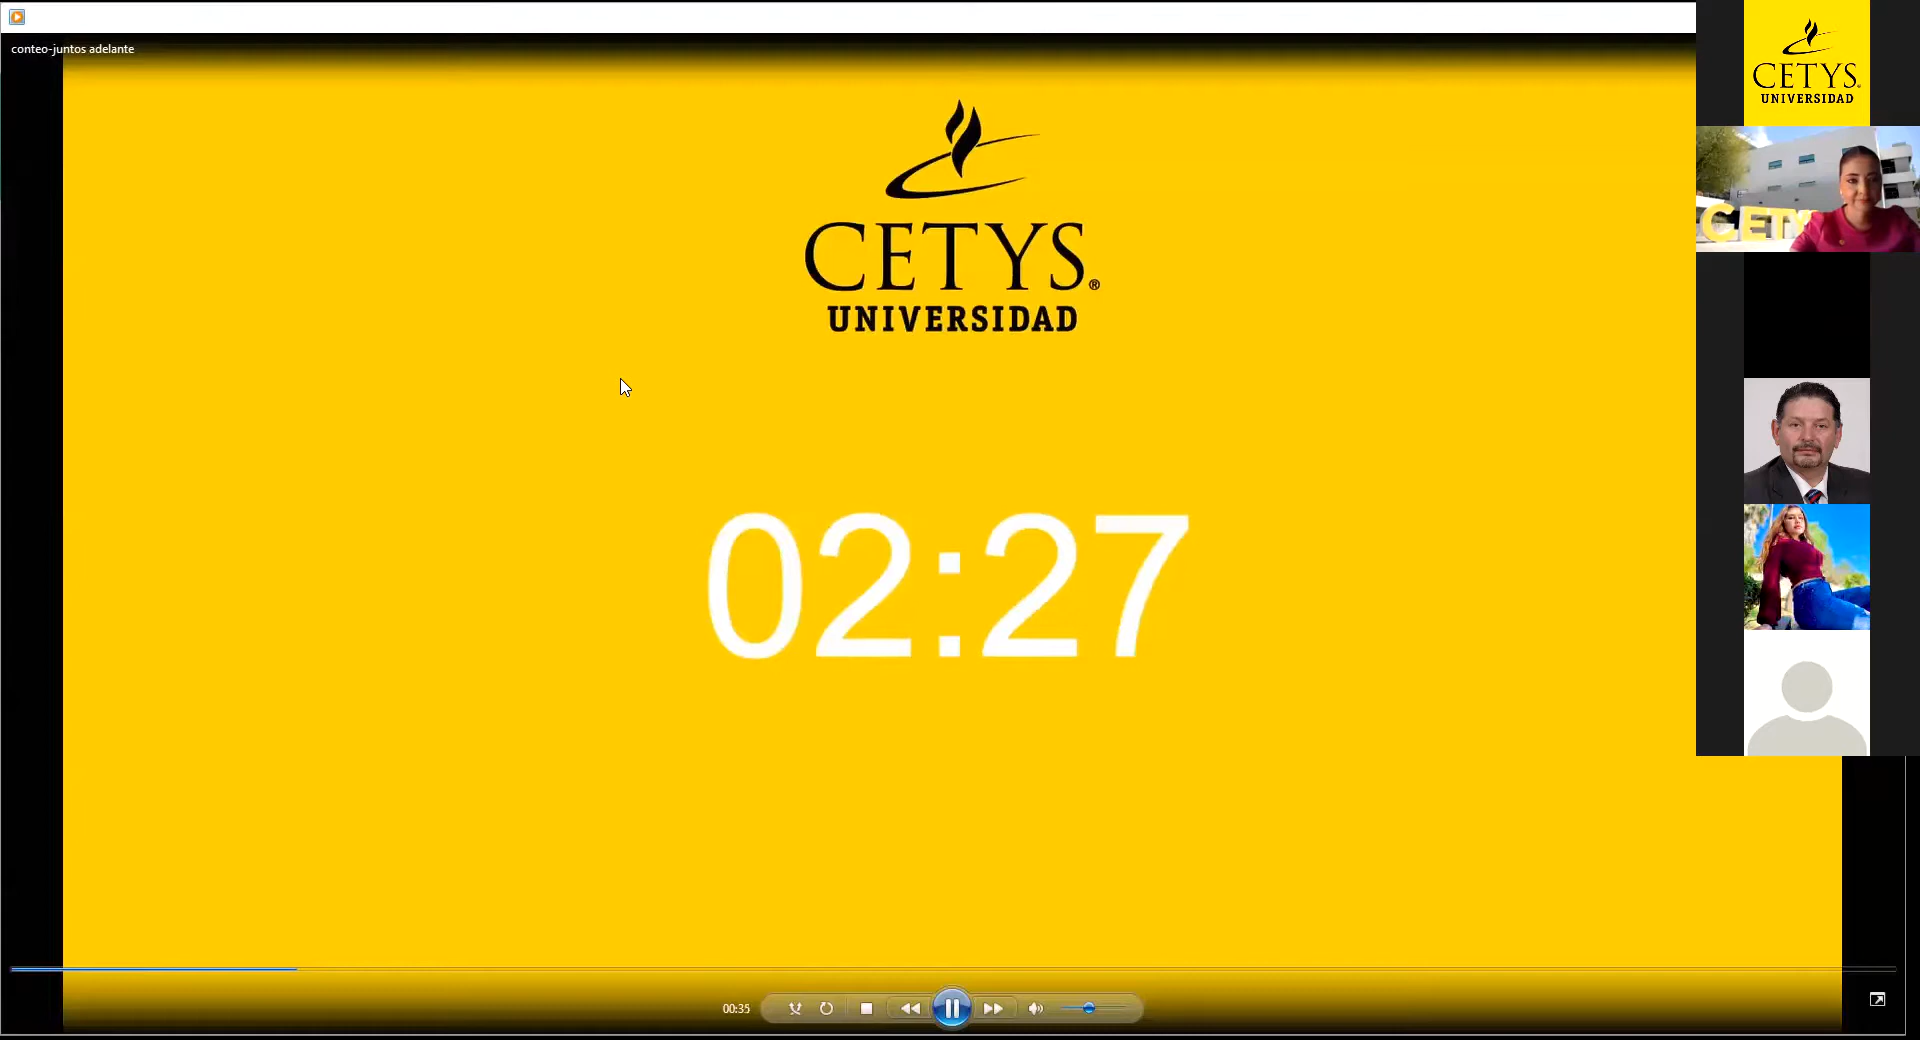 conteo-juntos adelante
CETYS®
UNIVERSIDAD
02:27
00:35
CETYS®
UNIVERSIDAD
CETY